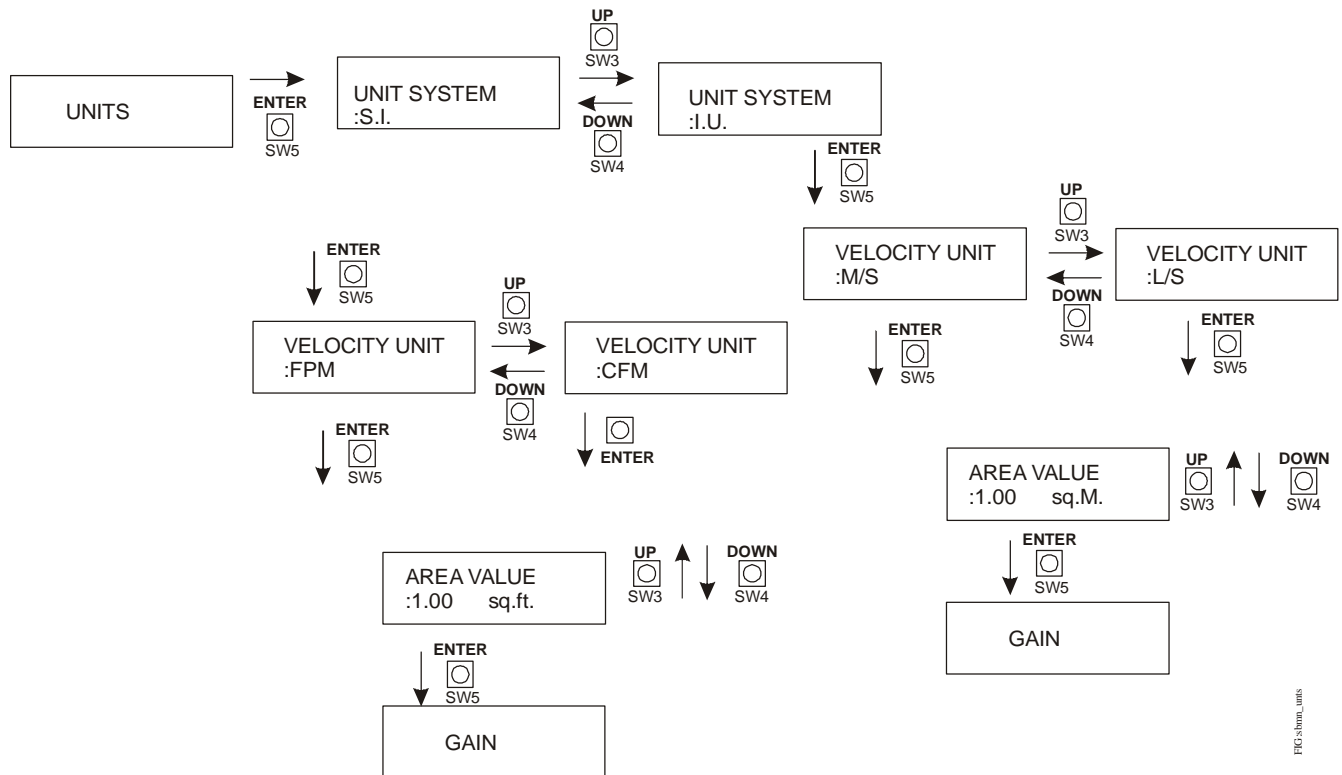 UNITS
ENTER
SW5
UNIT SYSTEM
:S.I.
UP
SW3
DOWN
SW4
UNIT SYSTEM
:I.U.
ENTER
SW5
VELOCITY UNIT
:M/S
UP
SW3
DOWN
SW4
VELOCITY UNIT
:L/S
ENTER
SW5
ENTER
SW5
ENTER
SW5
VELOCITY UNIT
:FPM
UP
SW3
DOWN
SW4
VELOCITY UNIT
:CFM
ENTER
SW5
ENTER
AREA VALUE
:1.00 sq.M.
UP
SW3
DOWN
SW4
ENTER
SW5
GAIN
AREA VALUE
:1.00 sq.ft.
UP
SW3
DOWN
SW4
ENTER
SW5
GAIN